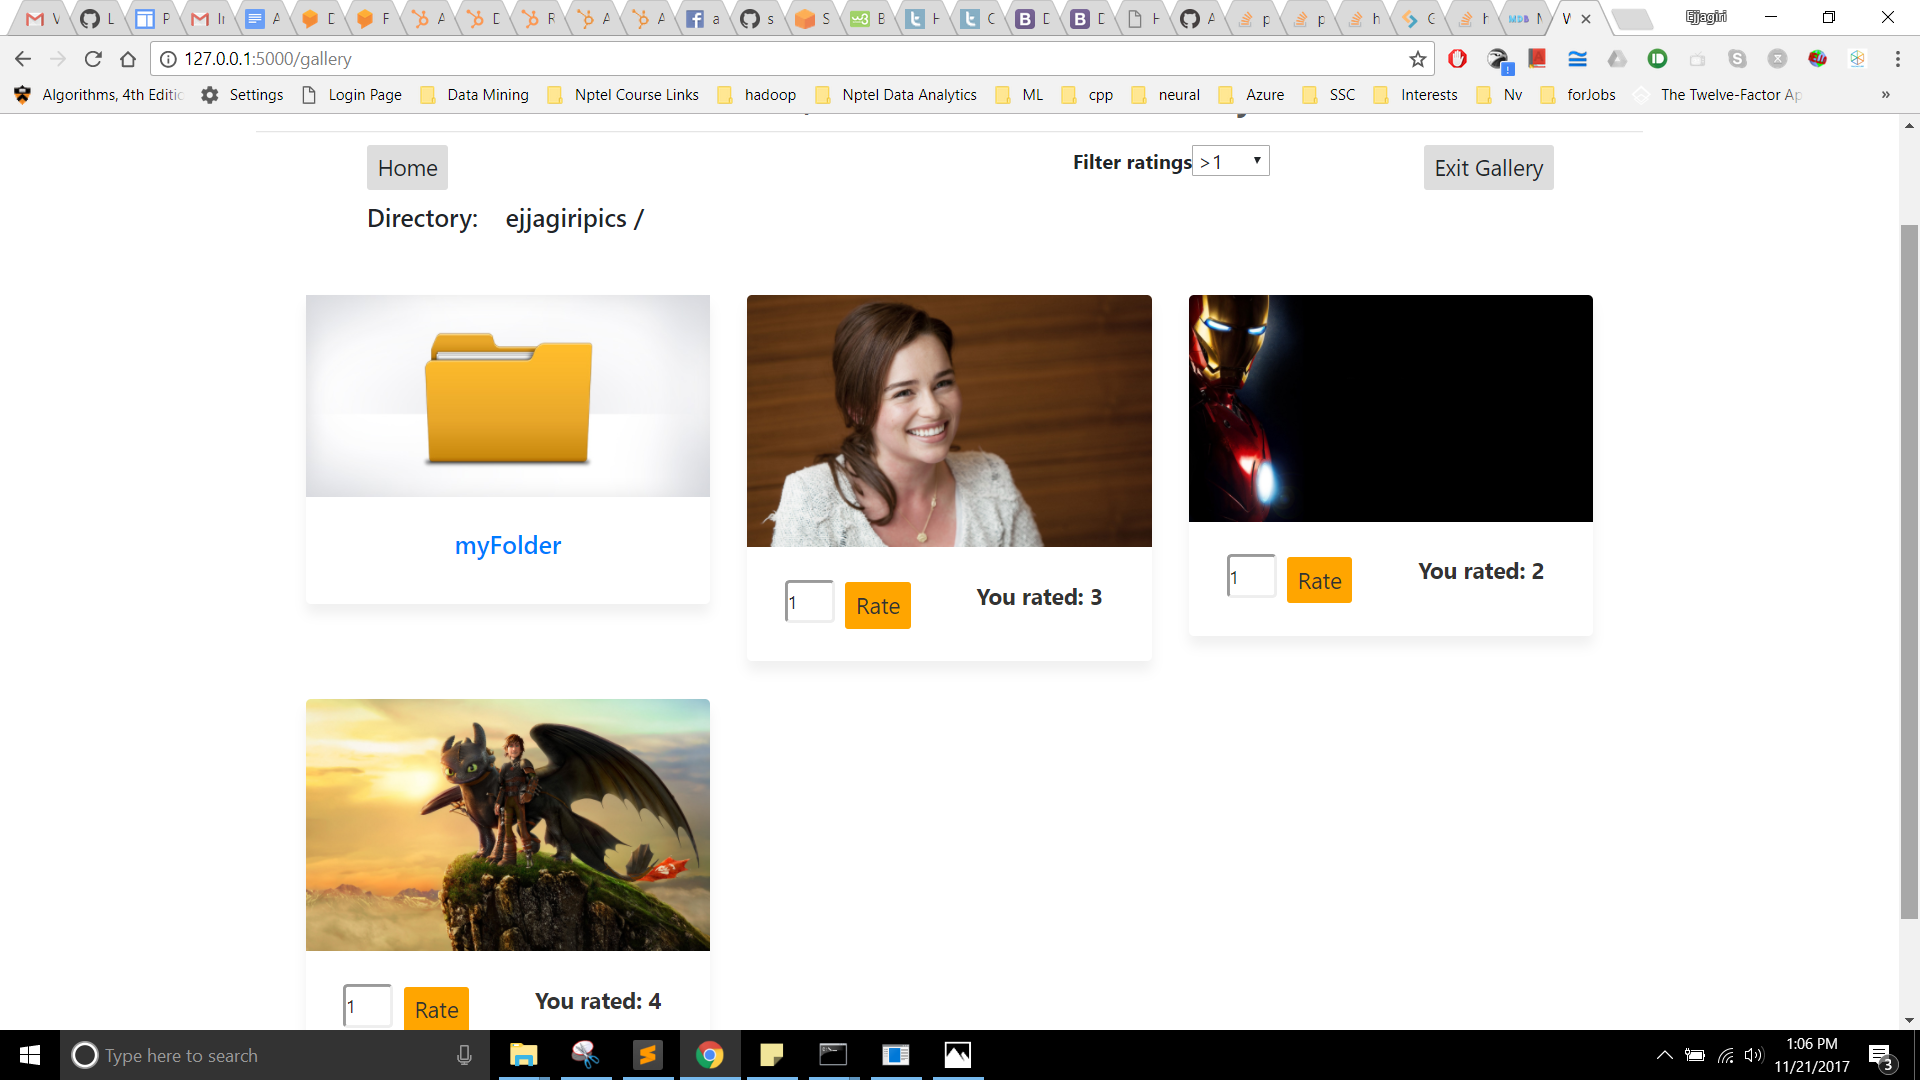 Ejjagiri
127.0.0.1:5000/gallery
Algorithms, 4th Editic Settings Login Page Data Mining Nptel Course Links hadoop Nptel Data Analytics ML cpp neural Azure SSC Interests Nv forJobs The Twelve-Factor Ap »
Home Filter ratings >1 Exit Gallery
Directory: ejjagiripics /
myFolder
1 Rate You rated: 3
1 Rate You rated: 2
1 Rate You rated: 4
Type here to search
1:06 PM
11/21/2017
3